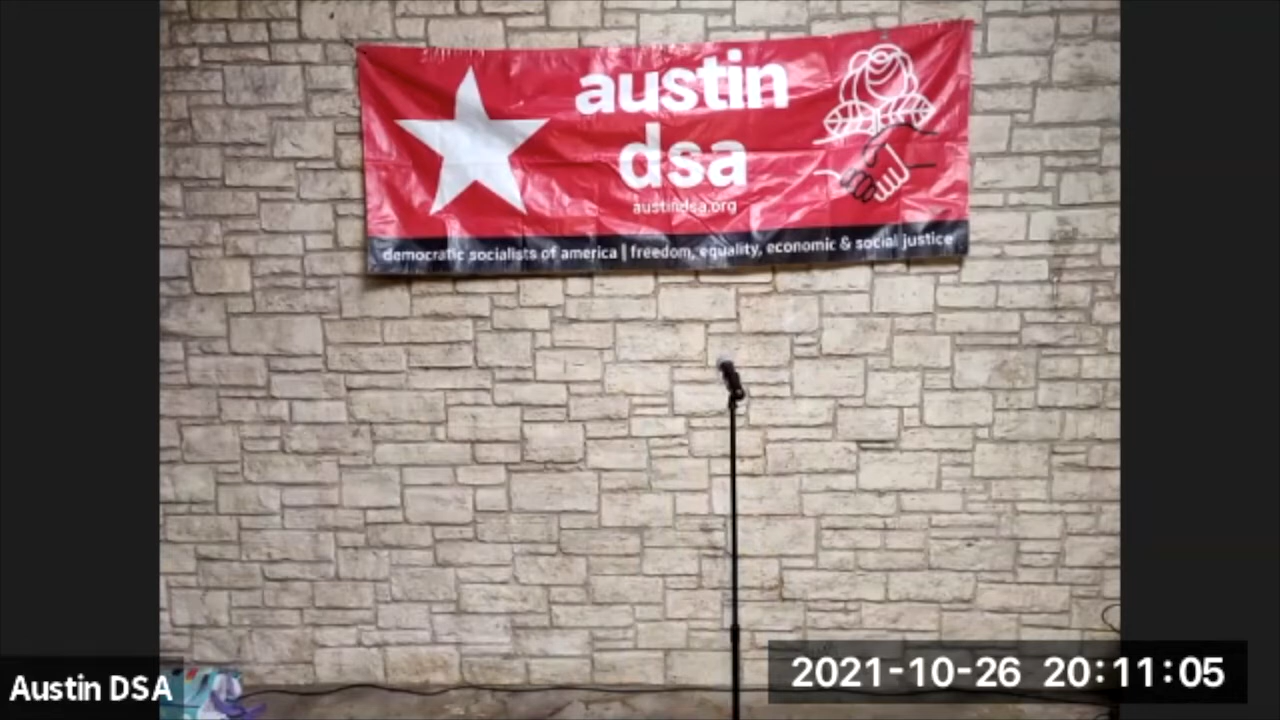 austin
dsa
austindsa.org
democratic socialists of america | freedom, equality, economic & social justice
Austin DSA
2021-10-26 20:11:05